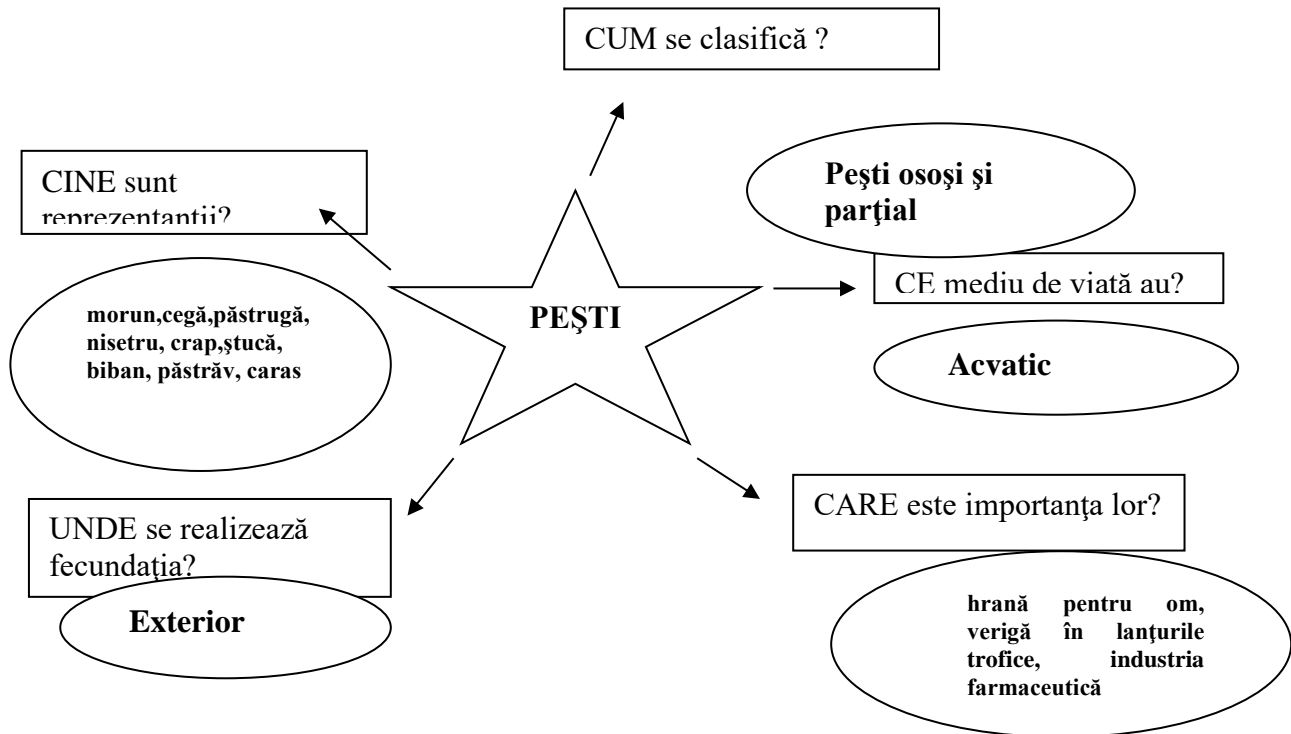 CUM se clasifică ?
Peşti osoşi şi
parţial
CINE sunt
reprezentanţii?
morun,cegă,păstrugă,
nisetru, crap,ştucă,
biban, păstrăv, caras
PEŞTI
CE mediu de viată au?
Acvatic
UNDE se realizează
fecundaţia?
Exterior
CARE este importanţa lor?
hrană pentru om,
verigă în lanţurile
trofice, industria
farmaceutică